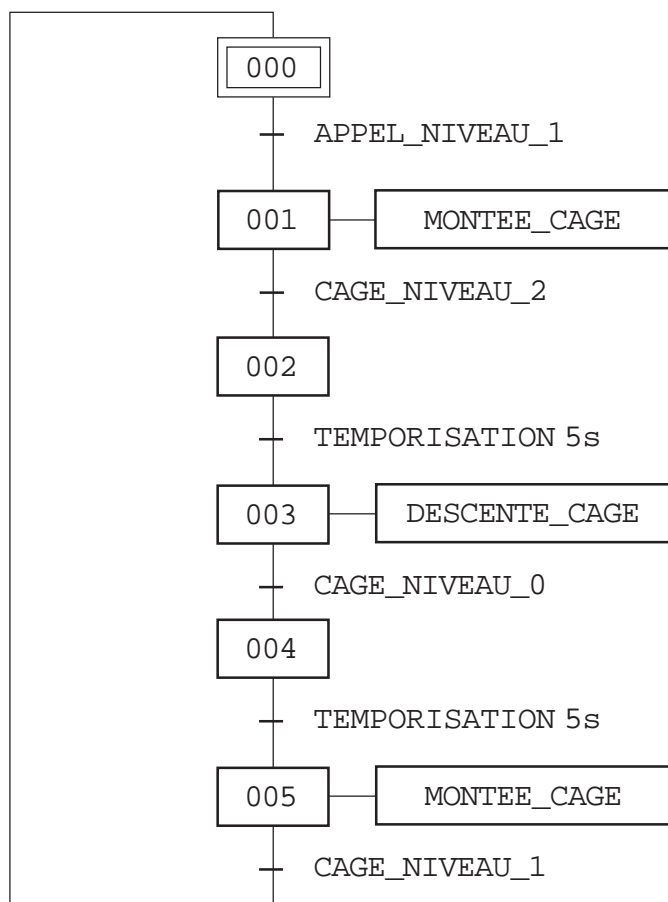 000
APPEL_NIVEAU_1
001 MONTEE_CAGE
CAGE_NIVEAU_2
002
TEMPORISATION 5s
003 DESCENTE_CAGE
CAGE_NIVEAU_0
004
TEMPORISATION 5s
005 MONTEE_CAGE
CAGE_NIVEAU_1